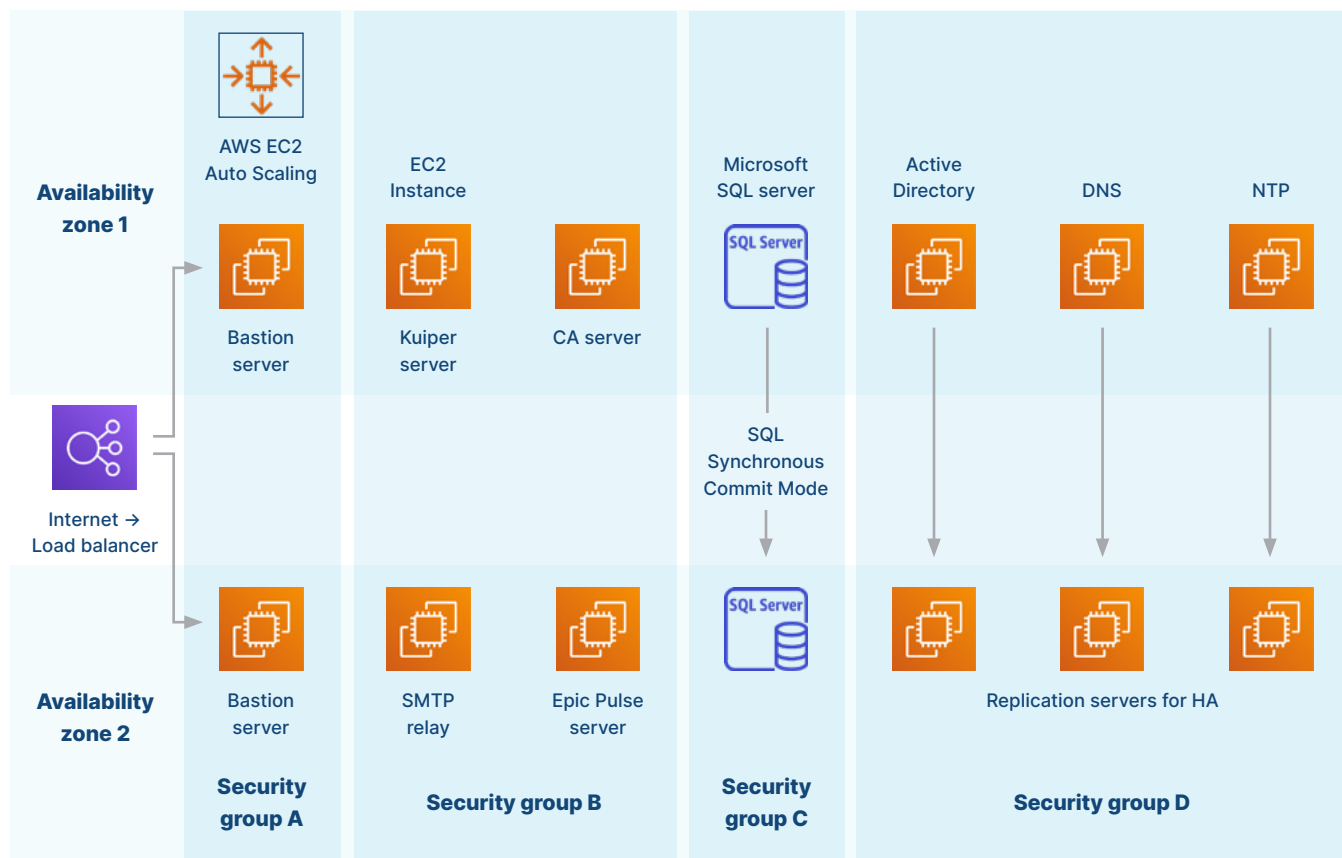 AWS EC2
Auto Scaling
EC2
Instance
Microsoft
SQL server
Active
Directory
DNS
NTP
Availability
zone 1
SQL Server
Bastion
server
Kuiper
server
CA server
SQL
Synchronous
Commit Mode
Internet →
Load balancer
SQL Server
Availability
zone 2
Bastion
server
SMTP
relay
Epic Pulse
server
Replication servers for HA
Security
group A
Security group B
Security
group C
Security group D